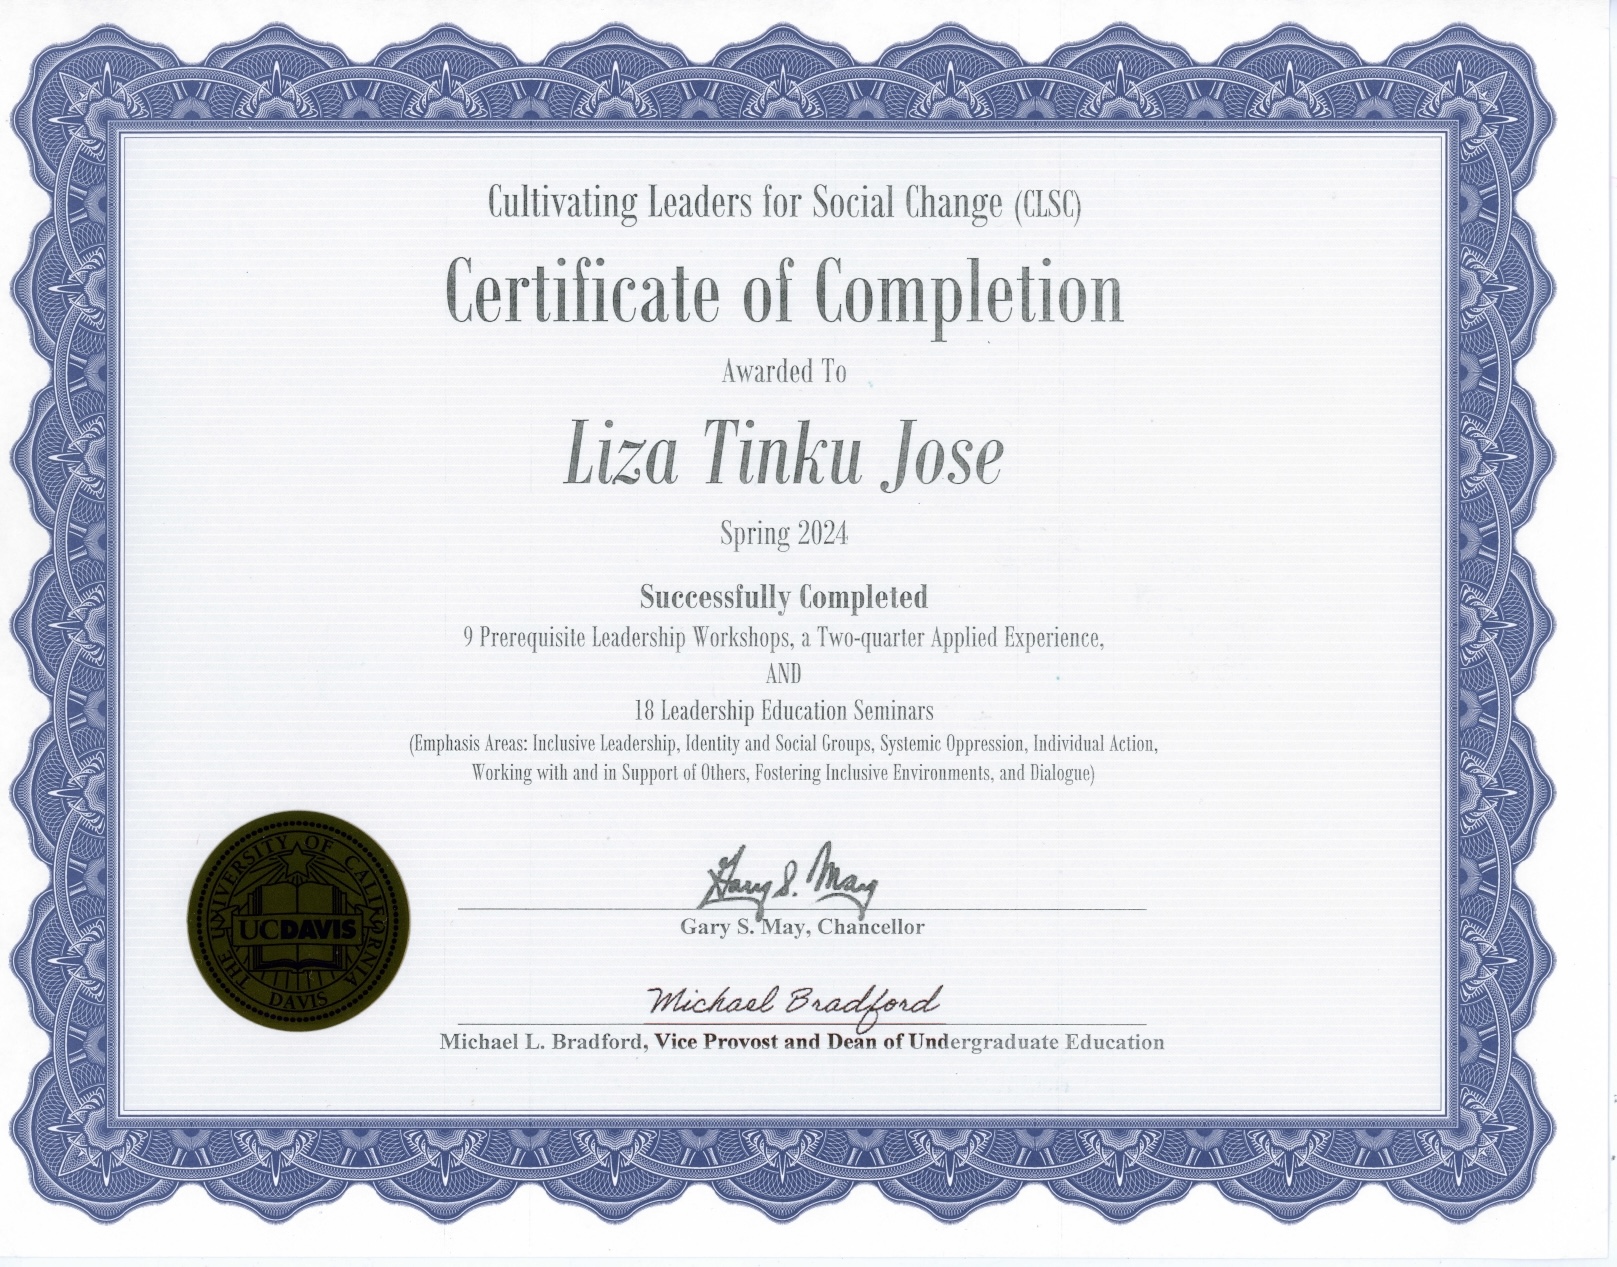 Cultivating Leaders for Social Change (CLSC)
Certificate of Completion
Awarded To
Liza Tinku Jose
Spring 2024
Successfully Completed
9 Prerequisite Leadership Workshops, a Two-quarter Applied Experience,
AND
18 Leadership Education Seminars
(Emphasis Areas: Inclusive Leadership, Identity and Social Groups, Systemic Oppression, Individual Action,
Working with and in Support of Others, Fostering Inclusive Environments, and Dialogue)
THE UNIVERSITY OF CALIFORNIA
UCDAVIS
DAVIS
Gary S. May
Gary S. May, Chancellor
Michael Bradford
Michael L. Bradford, Vice Provost and Dean of Undergraduate Education